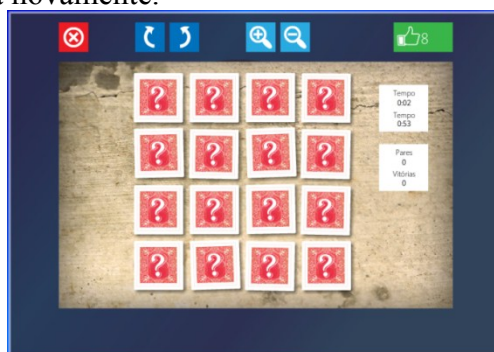 a novamente.
8
? ? ? ?
Tempo
0:02
Tempo
0:53
? ? ? ?
Pares
0
Vitórias
0
? ? ? ?
? ? ? ?